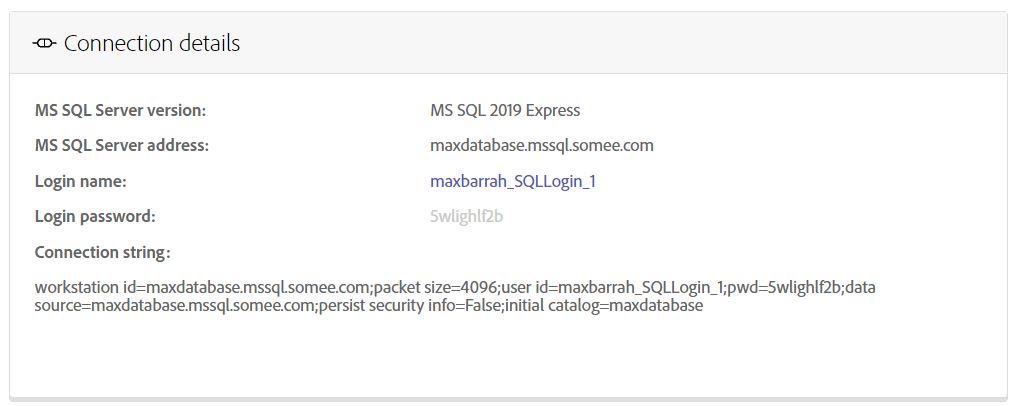 Connection details
MS SQL Server version: MS SQL 2019 Express
MS SQL Server address: maxdatabase.mssql.somee.com
Login name: maxbarrah_SQLLogin_1
Login password: 5wlighlf2b
Connection string:
workstation id=maxdatabase.mssql.somee.com;packet size=4096;user id=maxbarrah_SQLLogin_1;pwd=5wlighlf2b;data
source=maxdatabase.mssql.somee.com;persist security info=False;initial catalog=maxdatabase